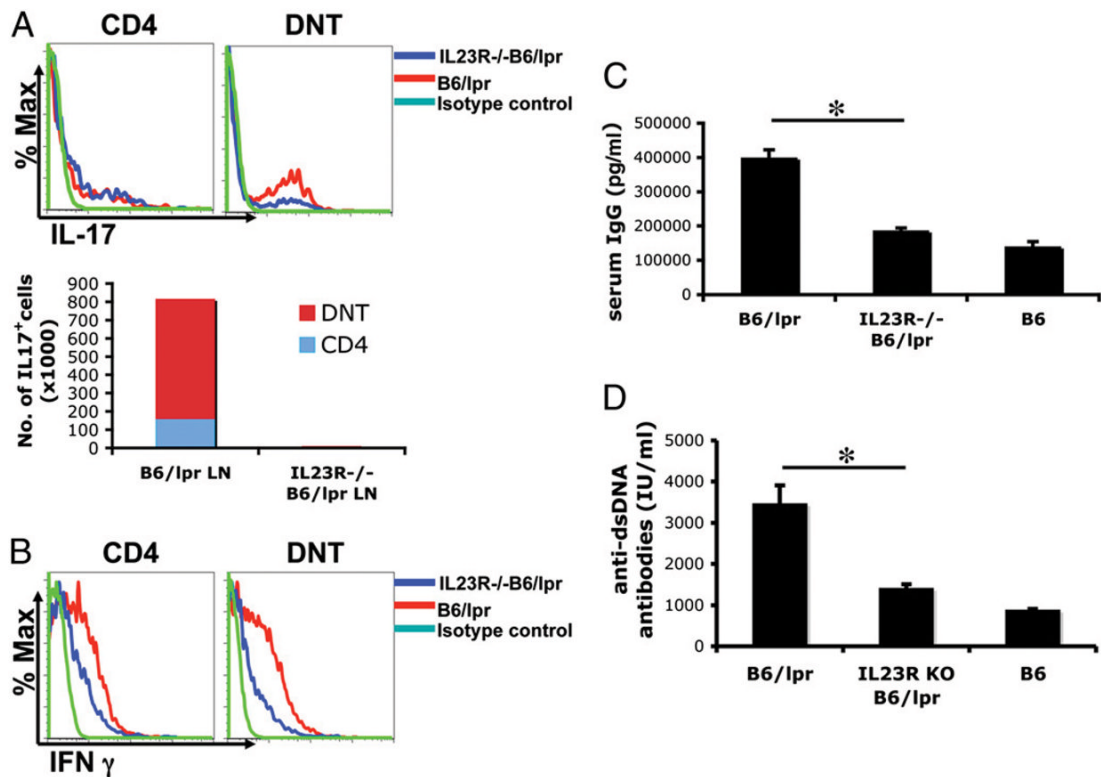 A
CD4
DNT
% Max
IL-17
IL23R-/-B6/lpr
B6/lpr
Isotype control
No. of IL17+cells
(x1000)
900
800
700
600
500
400
300
200
100
0
DNT
CD4
B6/lpr LN
IL23R-/-
B6/lpr LN
B
CD4
DNT
% Max
IFN γ
IL23R-/-B6/lpr
B6/lpr
Isotype control
C
serum IgG (pg/ml)
500000
400000
300000
200000
100000
0
*
B6/lpr
IL23R-/-
B6/lpr
B6
D
anti-dsDNA
antibodies (IU/ml)
5000
4000
3000
2000
1000
0
*
B6/lpr
IL23R KO
B6/lpr
B6